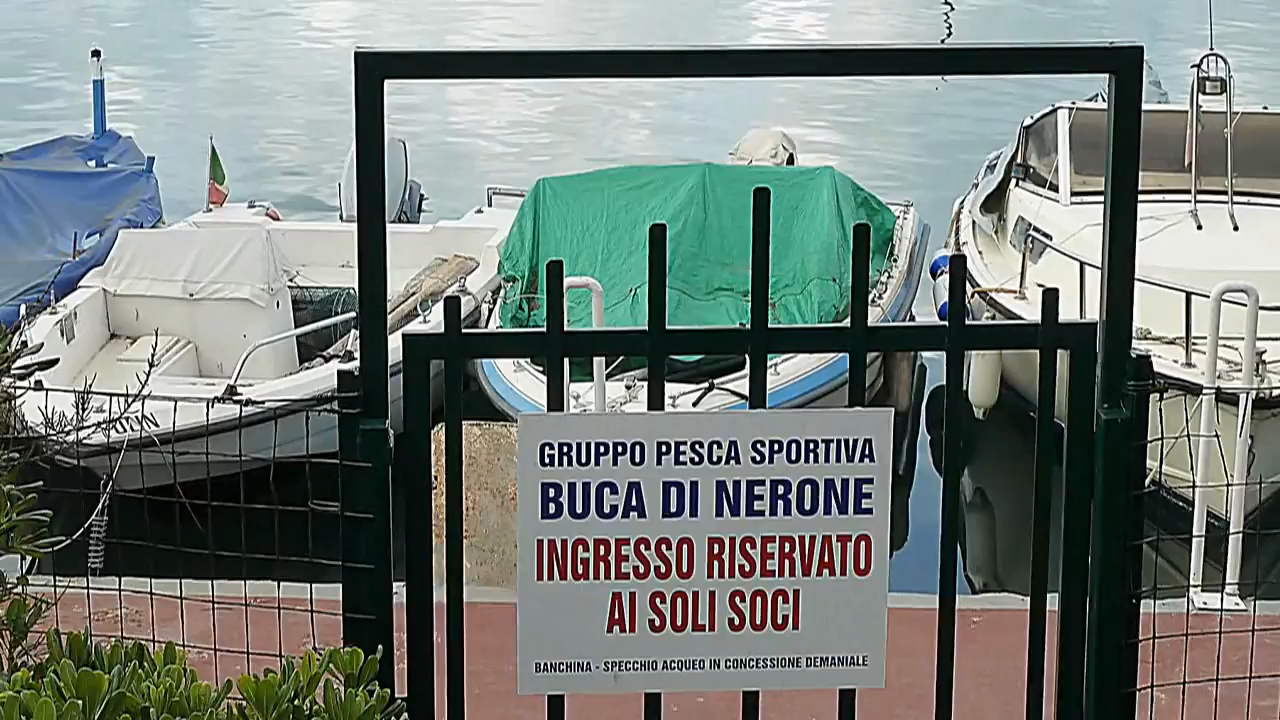 GRUPPO PESCA SPORTIVA
BUCA DI NERONE
INGRESSO RISERVATO
AI SOLI SOCI
BANCHINA - SPECCHIO ACQUEO IN CONCESSIONE DEMANIALE